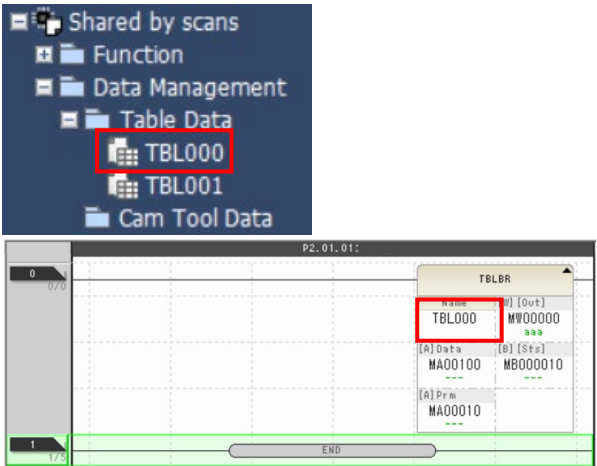 Shared by scans
Function
Data Management
Table Data
TBL000
TBL001
Cam Tool Data
P2.01.01:
0
0/0
TBLBR
Name [W] [Out]
TBL000 MW00000
aaa
[A]Data [B] [Sts]
MA00100 MB000010
--- ---
[A]Prm
MA00010
---
1
1/5
END